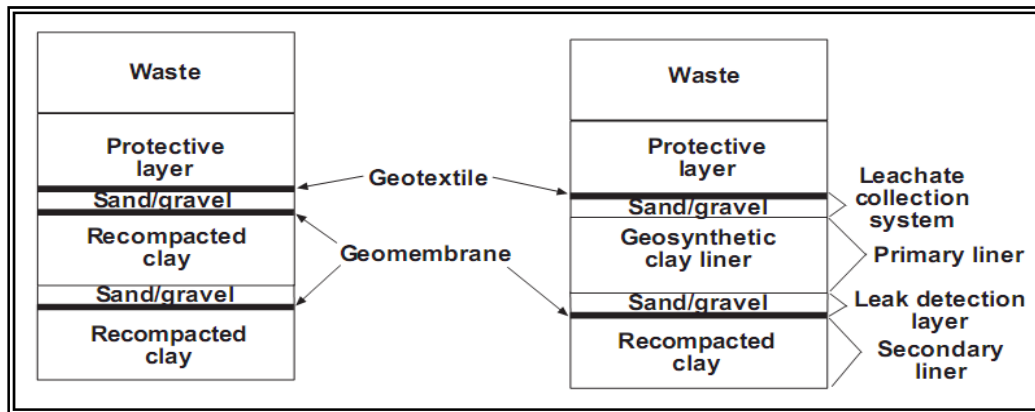 Waste
Protective
layer
Sand/gravel
Recompacted
clay
Sand/gravel
Recompacted
clay
Geotextile
Geomembrane
Waste
Protective
layer
Sand/gravel
Geosynthetic
clay liner
Sand/gravel
Recompacted
clay
Leachate
collection
system
Primary liner
Leak detection
layer
Secondary
liner